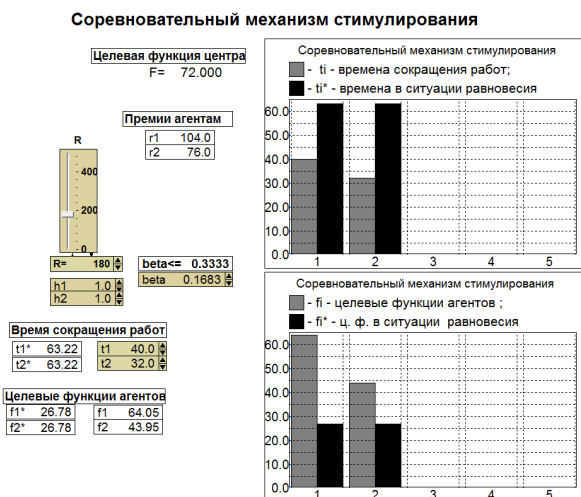 Соревновательный механизм стимулирования
Целевая функция центра
F= 72.000
Премии агентам
r1 104.0
r2 76.0
R
400
200
0
R= 180
h1 1.0
h2 1.0
beta<= 0.3333
beta 0.1683
Время сокращения работ
t1* 63.22 t1 40.0
t2* 63.22 t2 32.0
Целевые функции агентов
f1* 26.78 f1 64.05
f2* 26.78 f2 43.95
Соревновательный механизм стимулирования
- ti - времена сокращения работ;
- ti* - времена в ситуации равновесия
60.0
50.0
40.0
30.0
20.0
10.0
0.0
1 2 3 4 5
Соревновательный механизм стимулирования
- fi - целевые функции агентов ;
- fi* - ц. ф. в ситуации равновесия
60.0
50.0
40.0
30.0
20.0
10.0
0.0
1 2 3 4 5